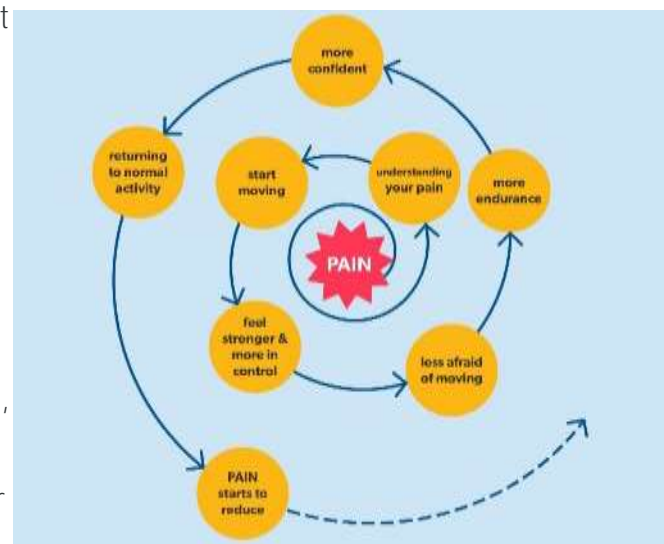 t
PAIN
understanding
your pain
start
moving
feel
stronger &
more in
control
less afraid
of moving
more
endurance
more
confident
returning
to normal
activity
PAIN
starts to
reduce